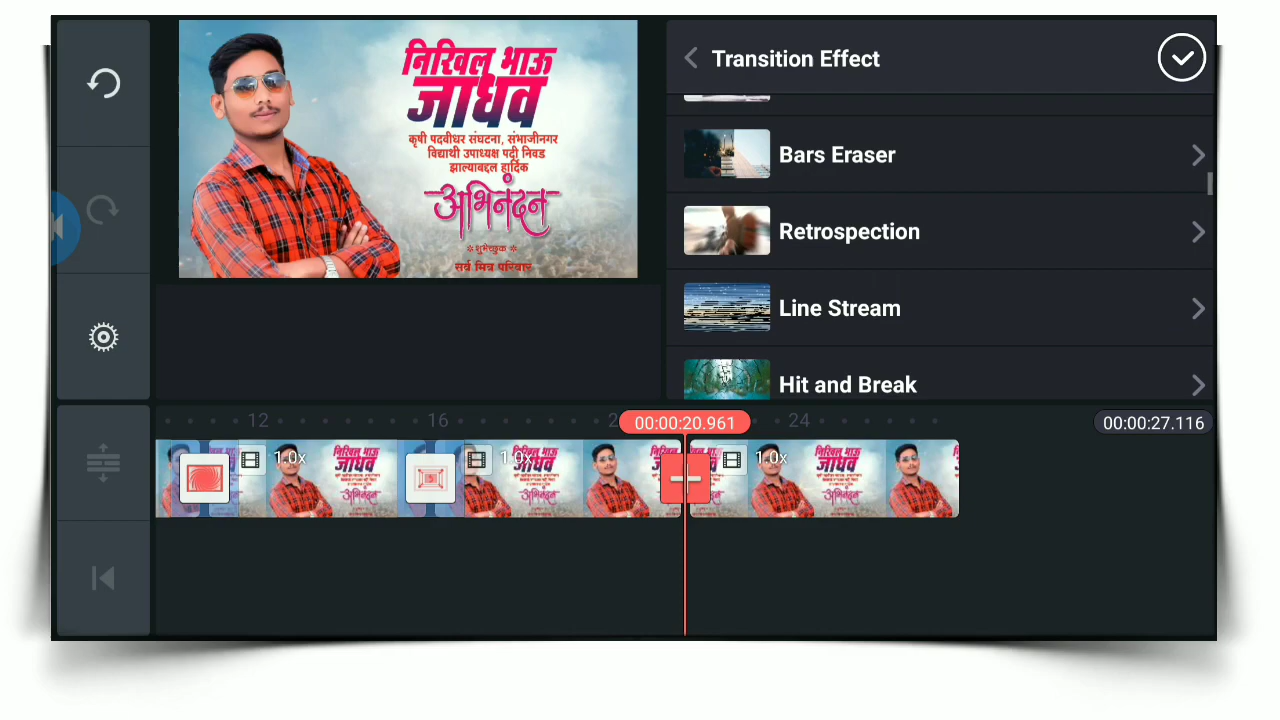 निखिल भाऊ
जाधव
कृषी पदवीधर संघटना, संभाजीनगर
विद्यार्थी उपाध्यक्ष पदी निवड
झाल्याबद्दल हार्दिक
अभिनंदन
* शुभेच्छुक *
सर्व मित्र परिवार
Transition Effect
Bars Eraser
Retrospection
Line Stream
Hit and Break
12
16
00:00:20.961
24
00:00:27.116
1.0x
1.0x
1.0x